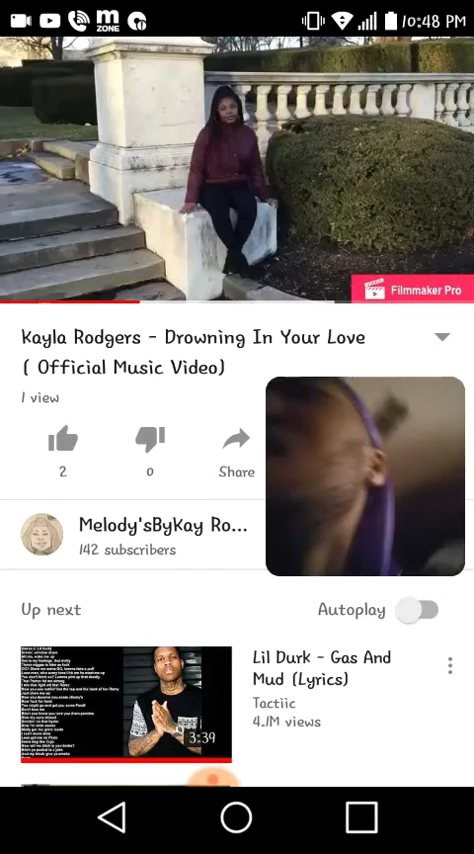 m
ZONE
10:48 PM
Filmmaker Pro
Kayla Rodgers - Drowning In Your Love
( Official Music Video)
1 view
2
0
Share
Melody'sByKay Ro...
142 subscribers
Up next
Autoplay
3:39
Lil Durk - Gas And
Mud (Lyrics)
Tactiic
4.1M views